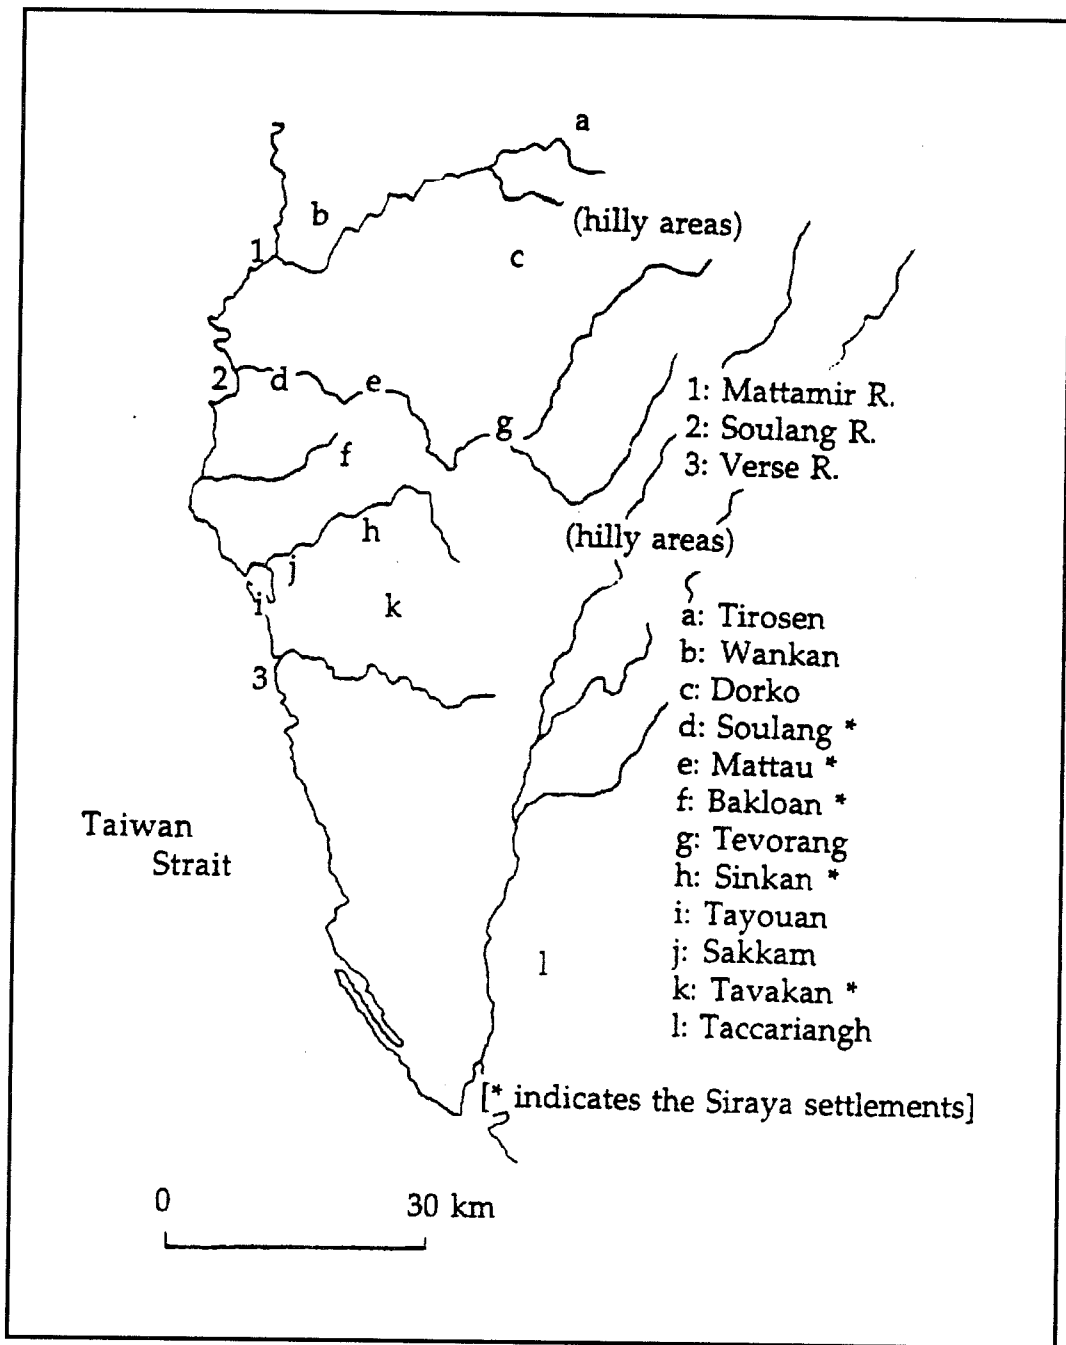 a
b
(hilly areas)
1
c
2
d
e
1: Mattamir R.
g
2: Soulang R.
f
3: Verse R.
h
(hilly areas)
j
i
k
a: Tirosen
b: Wankan
3
c: Dorko
d: Soulang *
e: Mattau *
f: Bakloan *
Taiwan
Strait
g: Tevorang
h: Sinkan *
i: Tayouan
j: Sakkam
l
k: Tavakan *
l: Taccariangh
[* indicates the Siraya settlements]
0
30 km